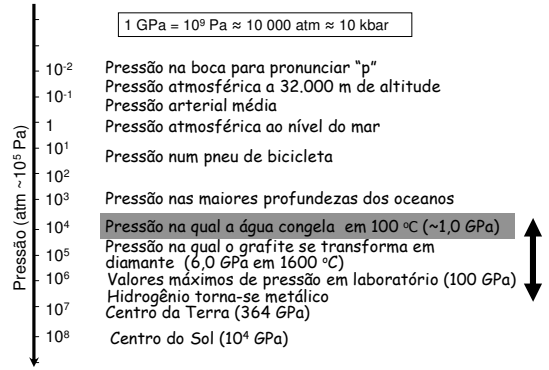 1 GPa = 10⁹ Pa ≈ 10 000 atm ≈ 10 kbar
Pressão (atm ~10⁵ Pa)
10⁻² Pressão na boca para pronunciar “p”
Pressão atmosférica a 32.000 m de altitude
10⁻¹
Pressão arterial média
1 Pressão atmosférica ao nível do mar
10¹
Pressão num pneu de bicicleta
10²
10³ Pressão nas maiores profundezas dos oceanos
10⁴ Pressão na qual a água congela em 100 ºC (~1,0 GPa)
Pressão na qual o grafite se transforma em
10⁵ diamante (6,0 GPa em 1600 ºC)
10⁶ Valores máximos de pressão em laboratório (100 GPa)
Hidrogênio torna-se metálico
10⁷ Centro da Terra (364 GPa)
10⁸ Centro do Sol (10⁴ GPa)